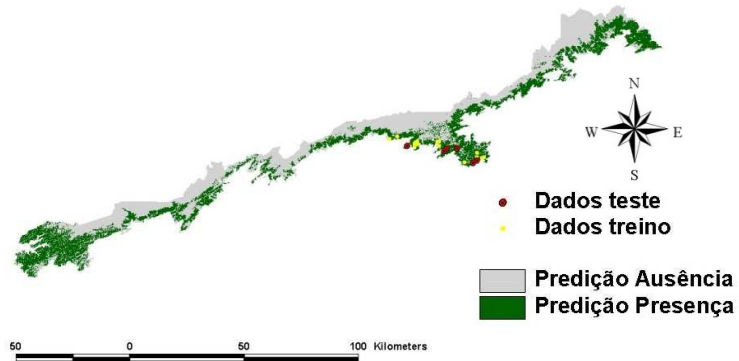 N
W E
S
Dados teste
Dados treino
Predição Ausência
Predição Presença
50 0 50 100 Kilometers